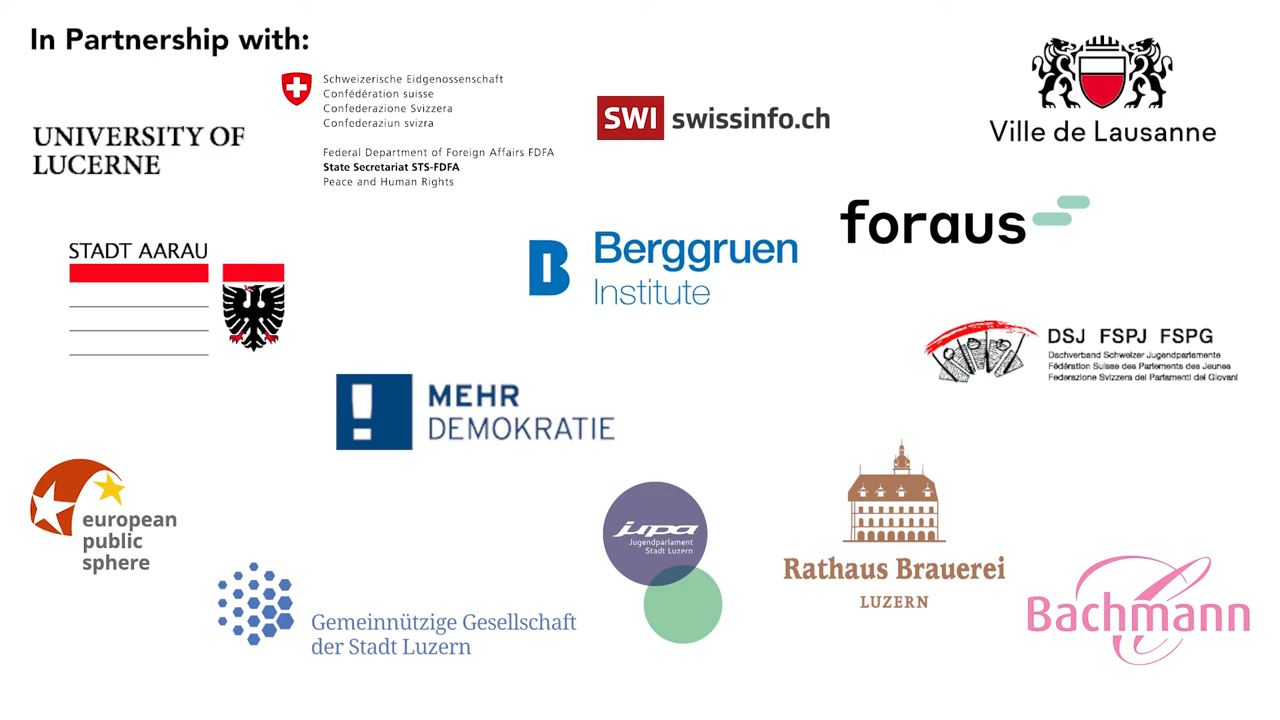 In Partnership with:
UNIVERSITY OF
LUCERNE
Schweizerische Eidgenossenschaft
Confédération suisse
Confederazione Svizzera
Confederaziun svizra
Federal Department of Foreign Affairs FDFA
State Secretariat STS-FDFA
Peace and Human Rights
SWI swissinfo.ch
Ville de Lausanne
foraus
STADT AARAU
B Berggruen
Institute
DSJ FSPJ FSPG
Dachverband Schweizer Jugendparlamente
Fédération Suisse des Parlements des Jeunes
Federazione Svizzera dei Parlamenti dei Giovani
MEHR
DEMOKRATIE
european
public
sphere
jupa
Jugendparlament
Stadt Luzern
Rathaus Brauerei
LUZERN
Bachmann
Gemeinnützige Gesellschaft
der Stadt Luzern